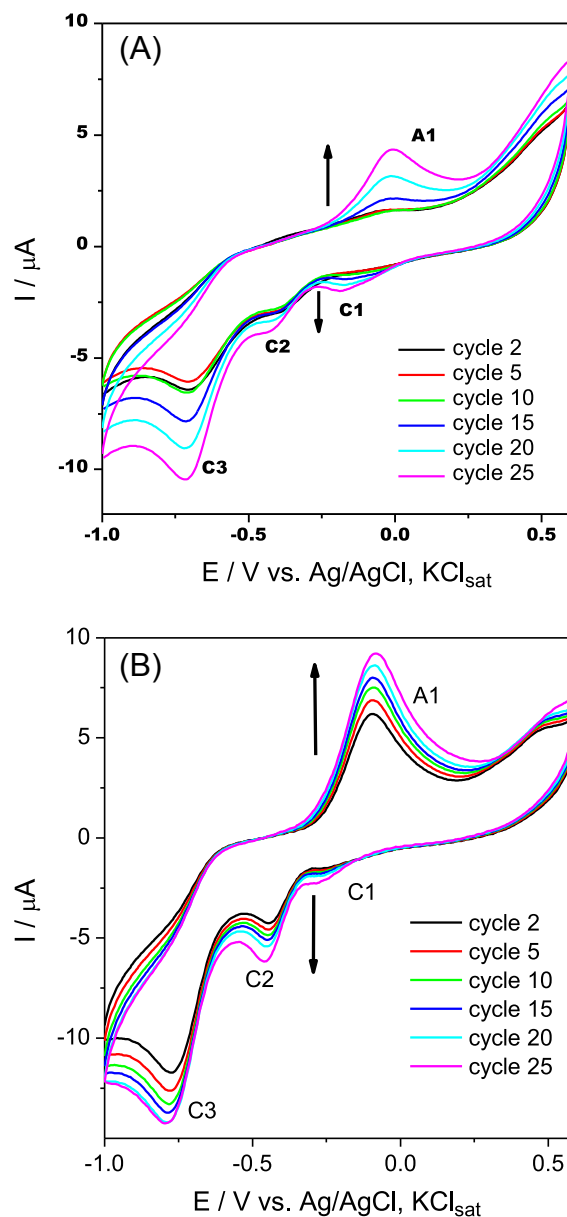 (A)
10
5
0
-5
-10
I / μA
A1
C1
C2
C3
cycle 2
cycle 5
cycle 10
cycle 15
cycle 20
cycle 25
-1.0 -0.5 0.0 0.5
E / V vs. Ag/AgCl, KCl_sat
(B)
10
5
0
-5
-10
-15
I / μA
A1
C1
C2
C3
cycle 2
cycle 5
cycle 10
cycle 15
cycle 20
cycle 25
-1.0 -0.5 0.0 0.5
E / V vs. Ag/AgCl, KCl_sat